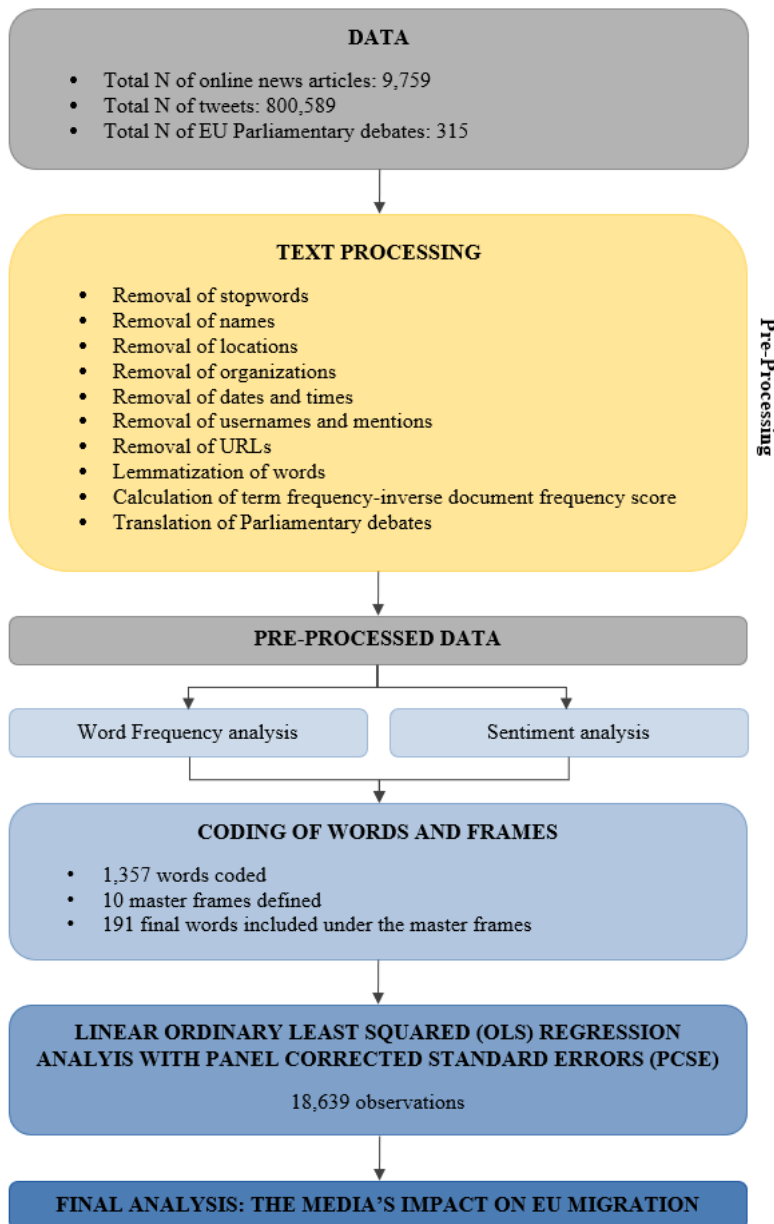 DATA
• Total N of online news articles: 9,759
• Total N of tweets: 800,589
• Total N of EU Parliamentary debates: 315
TEXT PROCESSING
• Removal of stopwords
• Removal of names
• Removal of locations
• Removal of organizations
• Removal of dates and times
• Removal of usernames and mentions
• Removal of URLs
• Lemmatization of words
• Calculation of term frequency-inverse document frequency score
• Translation of Parliamentary debates
Pre-Processing
PRE-PROCESSED DATA
Word Frequency analysis
Sentiment analysis
CODING OF WORDS AND FRAMES
• 1,357 words coded
• 10 master frames defined
• 191 final words included under the master frames
LINEAR ORDINARY LEAST SQUARED (OLS) REGRESSION
ANALYIS WITH PANEL CORRECTED STANDARD ERRORS (PCSE)
18,639 observations
FINAL ANALYSIS: THE MEDIA’S IMPACT ON EU MIGRATION